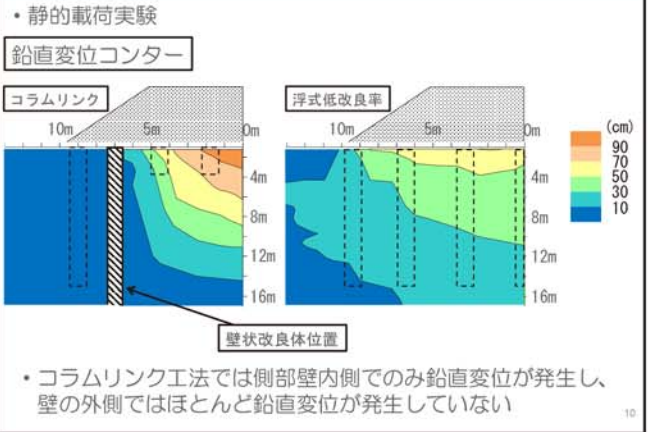 ・静的載荷実験
鉛直変位コンター
コラムリンク
浮式低改良率
10m 5m 0m
10m 5m 0m
(cm)
90
70
50
30
10
4m
8m
12m
16m
4m
8m
12m
16m
壁状改良体位置
・コラムリンク工法では側部壁内側でのみ鉛直変位が発生し、
壁の外側ではほとんど鉛直変位が発生していない
10